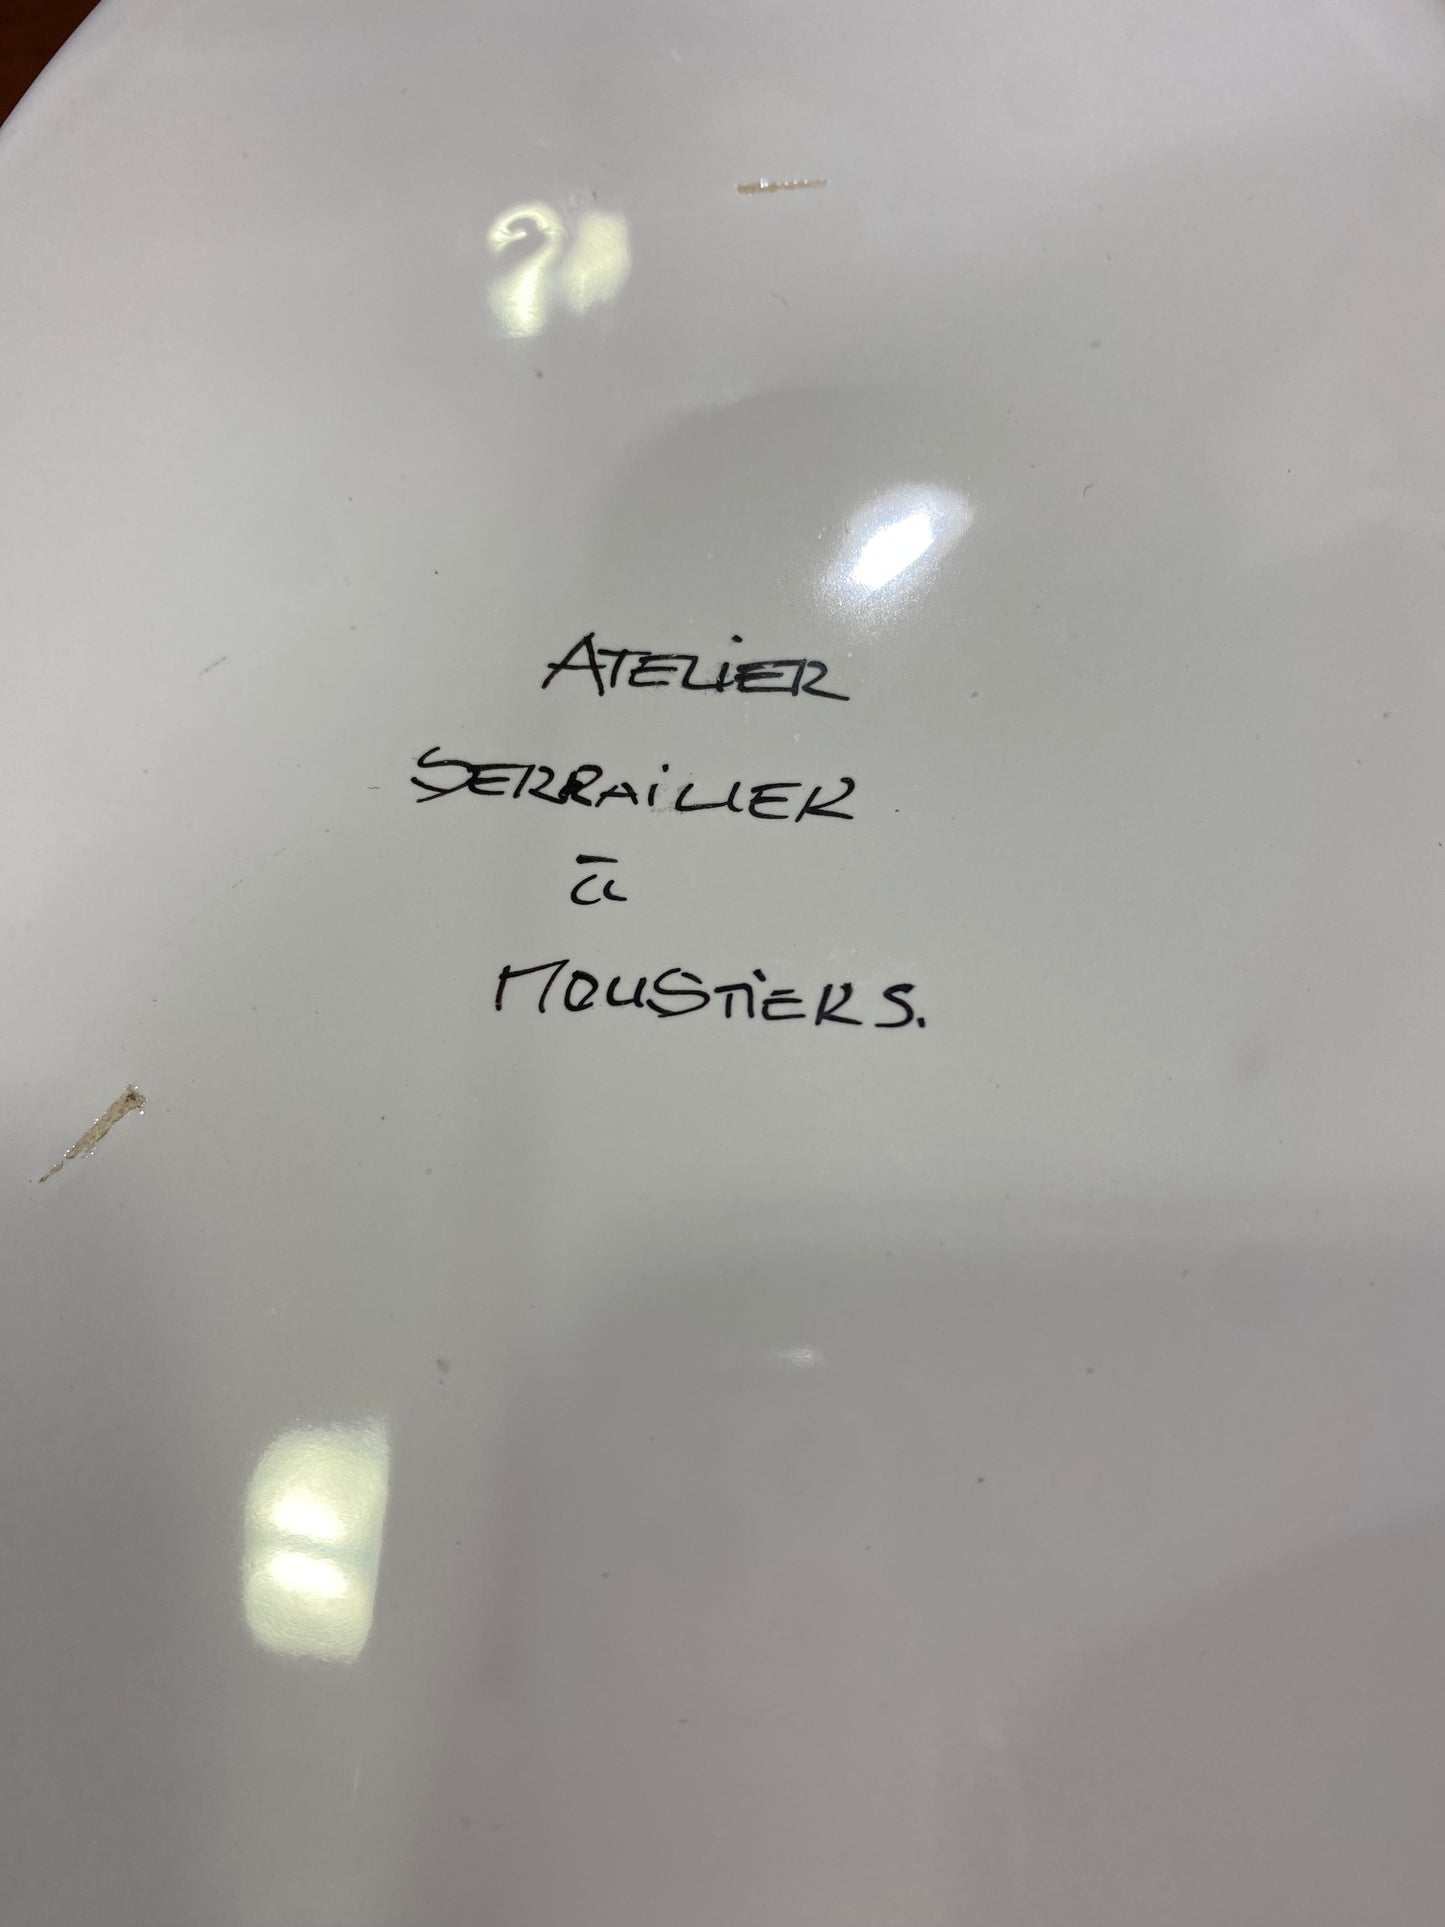 ATELIER
SERRAILLER
à
MOUSTIERS.